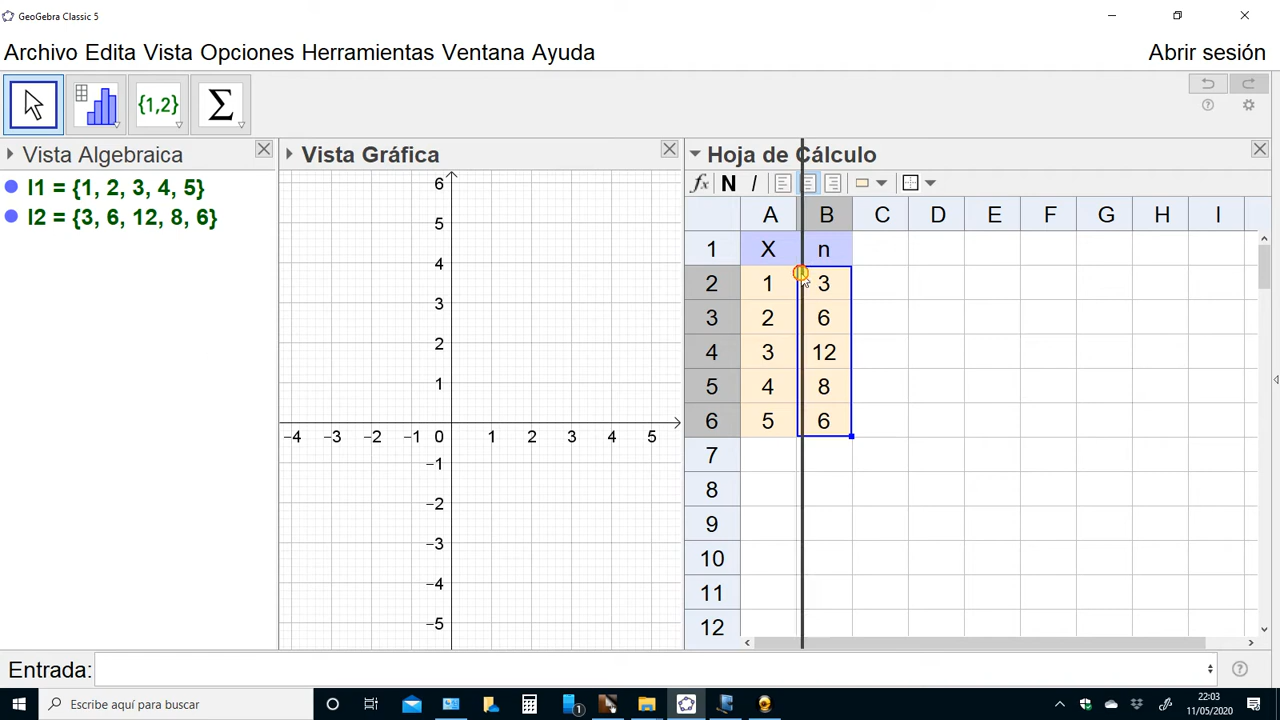 GeoGebra Classic 5
Archivo Edita Vista Opciones Herramientas Ventana Ayuda
Abrir sesión
{1,2}
Σ
Vista Algebraica
Vista Gráfica
Hoja de Cálculo
l1 = {1, 2, 3, 4, 5}
l2 = {3, 6, 12, 8, 6}
6
5
4
3
2
1
−4 −3 −2 −1 0 1 2 3 4 5
−1
−2
−3
−4
−5
fx N I
A B C D E F G H I
1 X n
2 1 3
3 2 6
4 3 12
5 4 8
6 5 6
7
8
9
10
11
12
Entrada:
Escribe aquí para buscar
1
22:03
11/05/2020